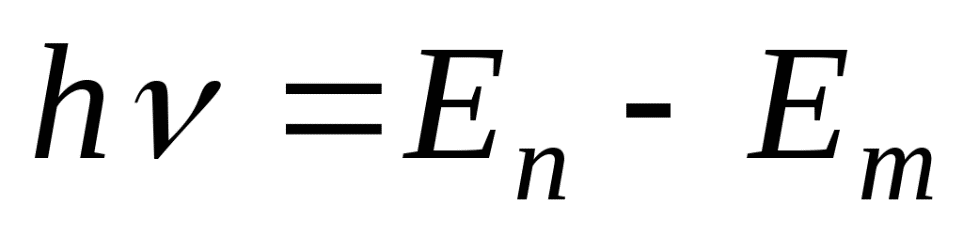 hν = Eₙ - Eₘ